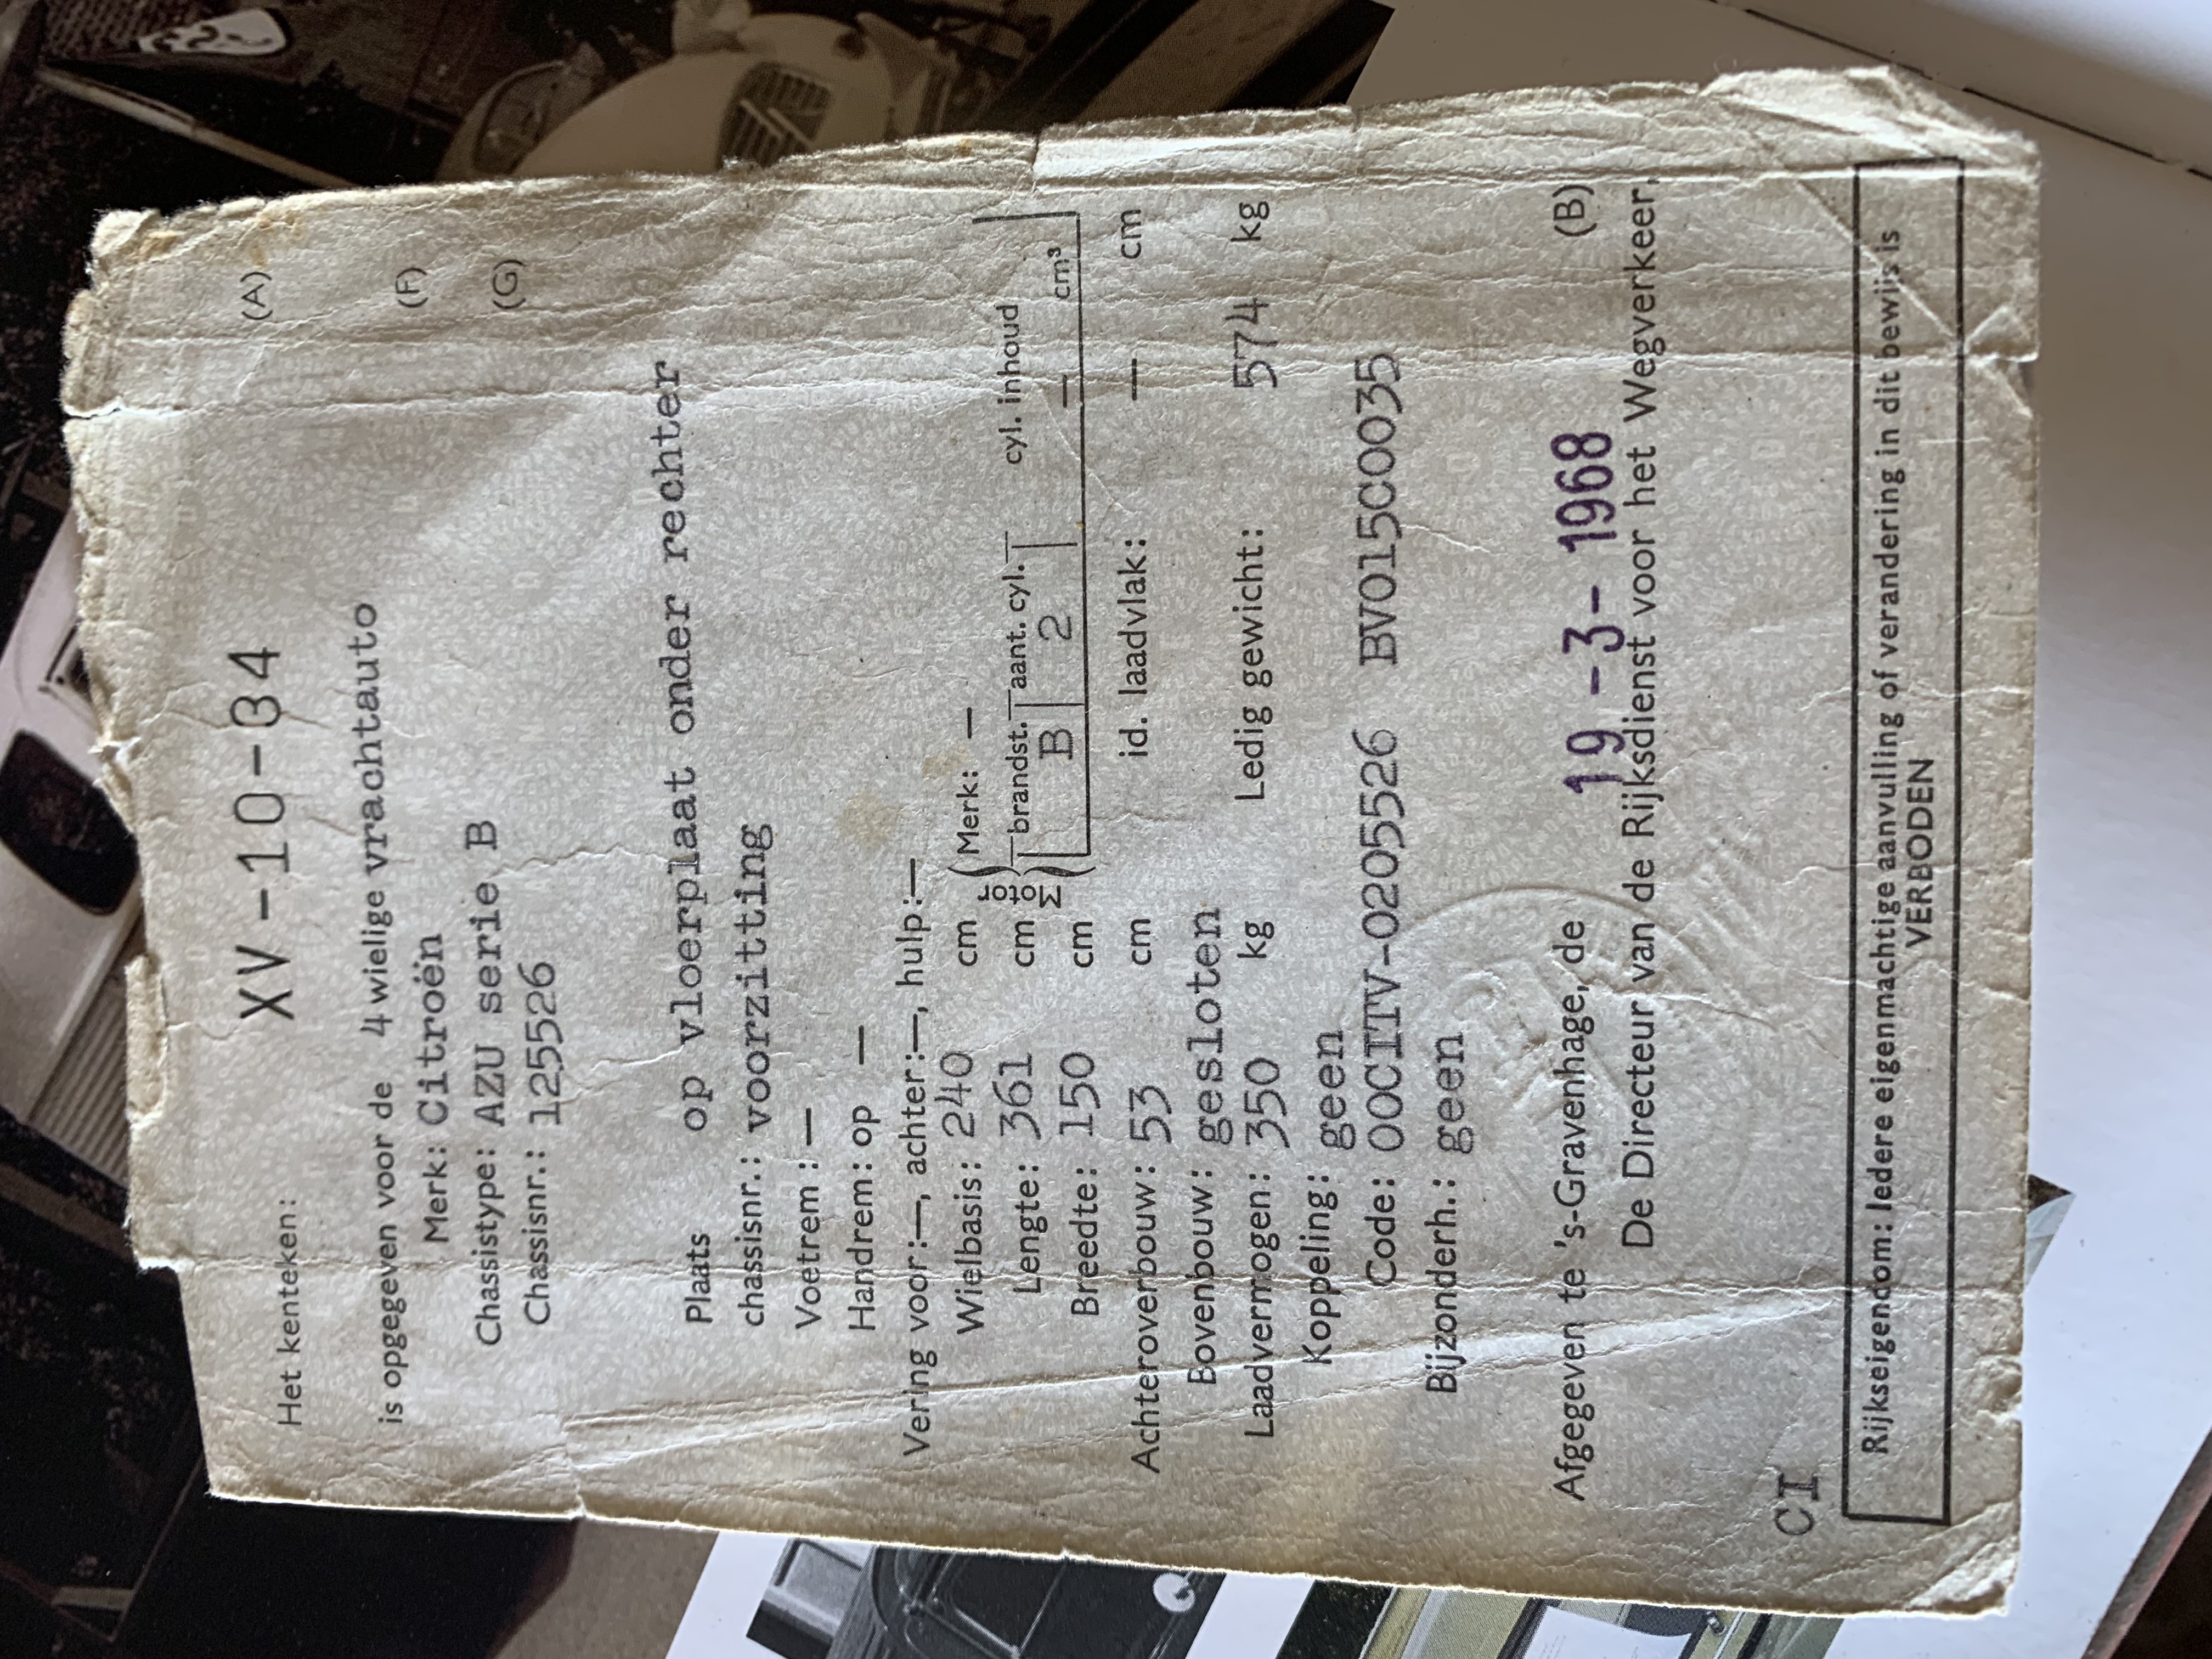 Het kenteken: XV-10-84 (A)
is opgegeven voor de 4 wielige vrachtauto
Merk: Citroën (F)
Chassistype: AZU serie B (G)
Chassisnr.: 125526
Plaats op vloerplaat onder rechter
chassisnr.: voorzitting
Voetrem: —
Handrem: op —
Vering voor:—, achter:—, hulp:—
Wielbasis: 240 cm Motor Merk: —
Lengte: 361 cm brandst. aant. cyl. cyl. inhoud
Breedte: 150 cm B 2 — cm³
Achteroverbouw: 53 cm id. laadvlak: — cm
Bovenbouw: gesloten
Laadvermogen: 350 kg Ledig gewicht: 574 kg
Koppeling: geen
Code: 00CITV-0205526 BV015C0035
Bijzonderh.: geen
Afgegeven te 's-Gravenhage, de 19-3-1968 (B)
De Directeur van de Rijksdienst voor het Wegverkeer,
CI
Rijkseigendom: Iedere eigenmachtige aanvulling of verandering in dit bewijs is
VERBODEN